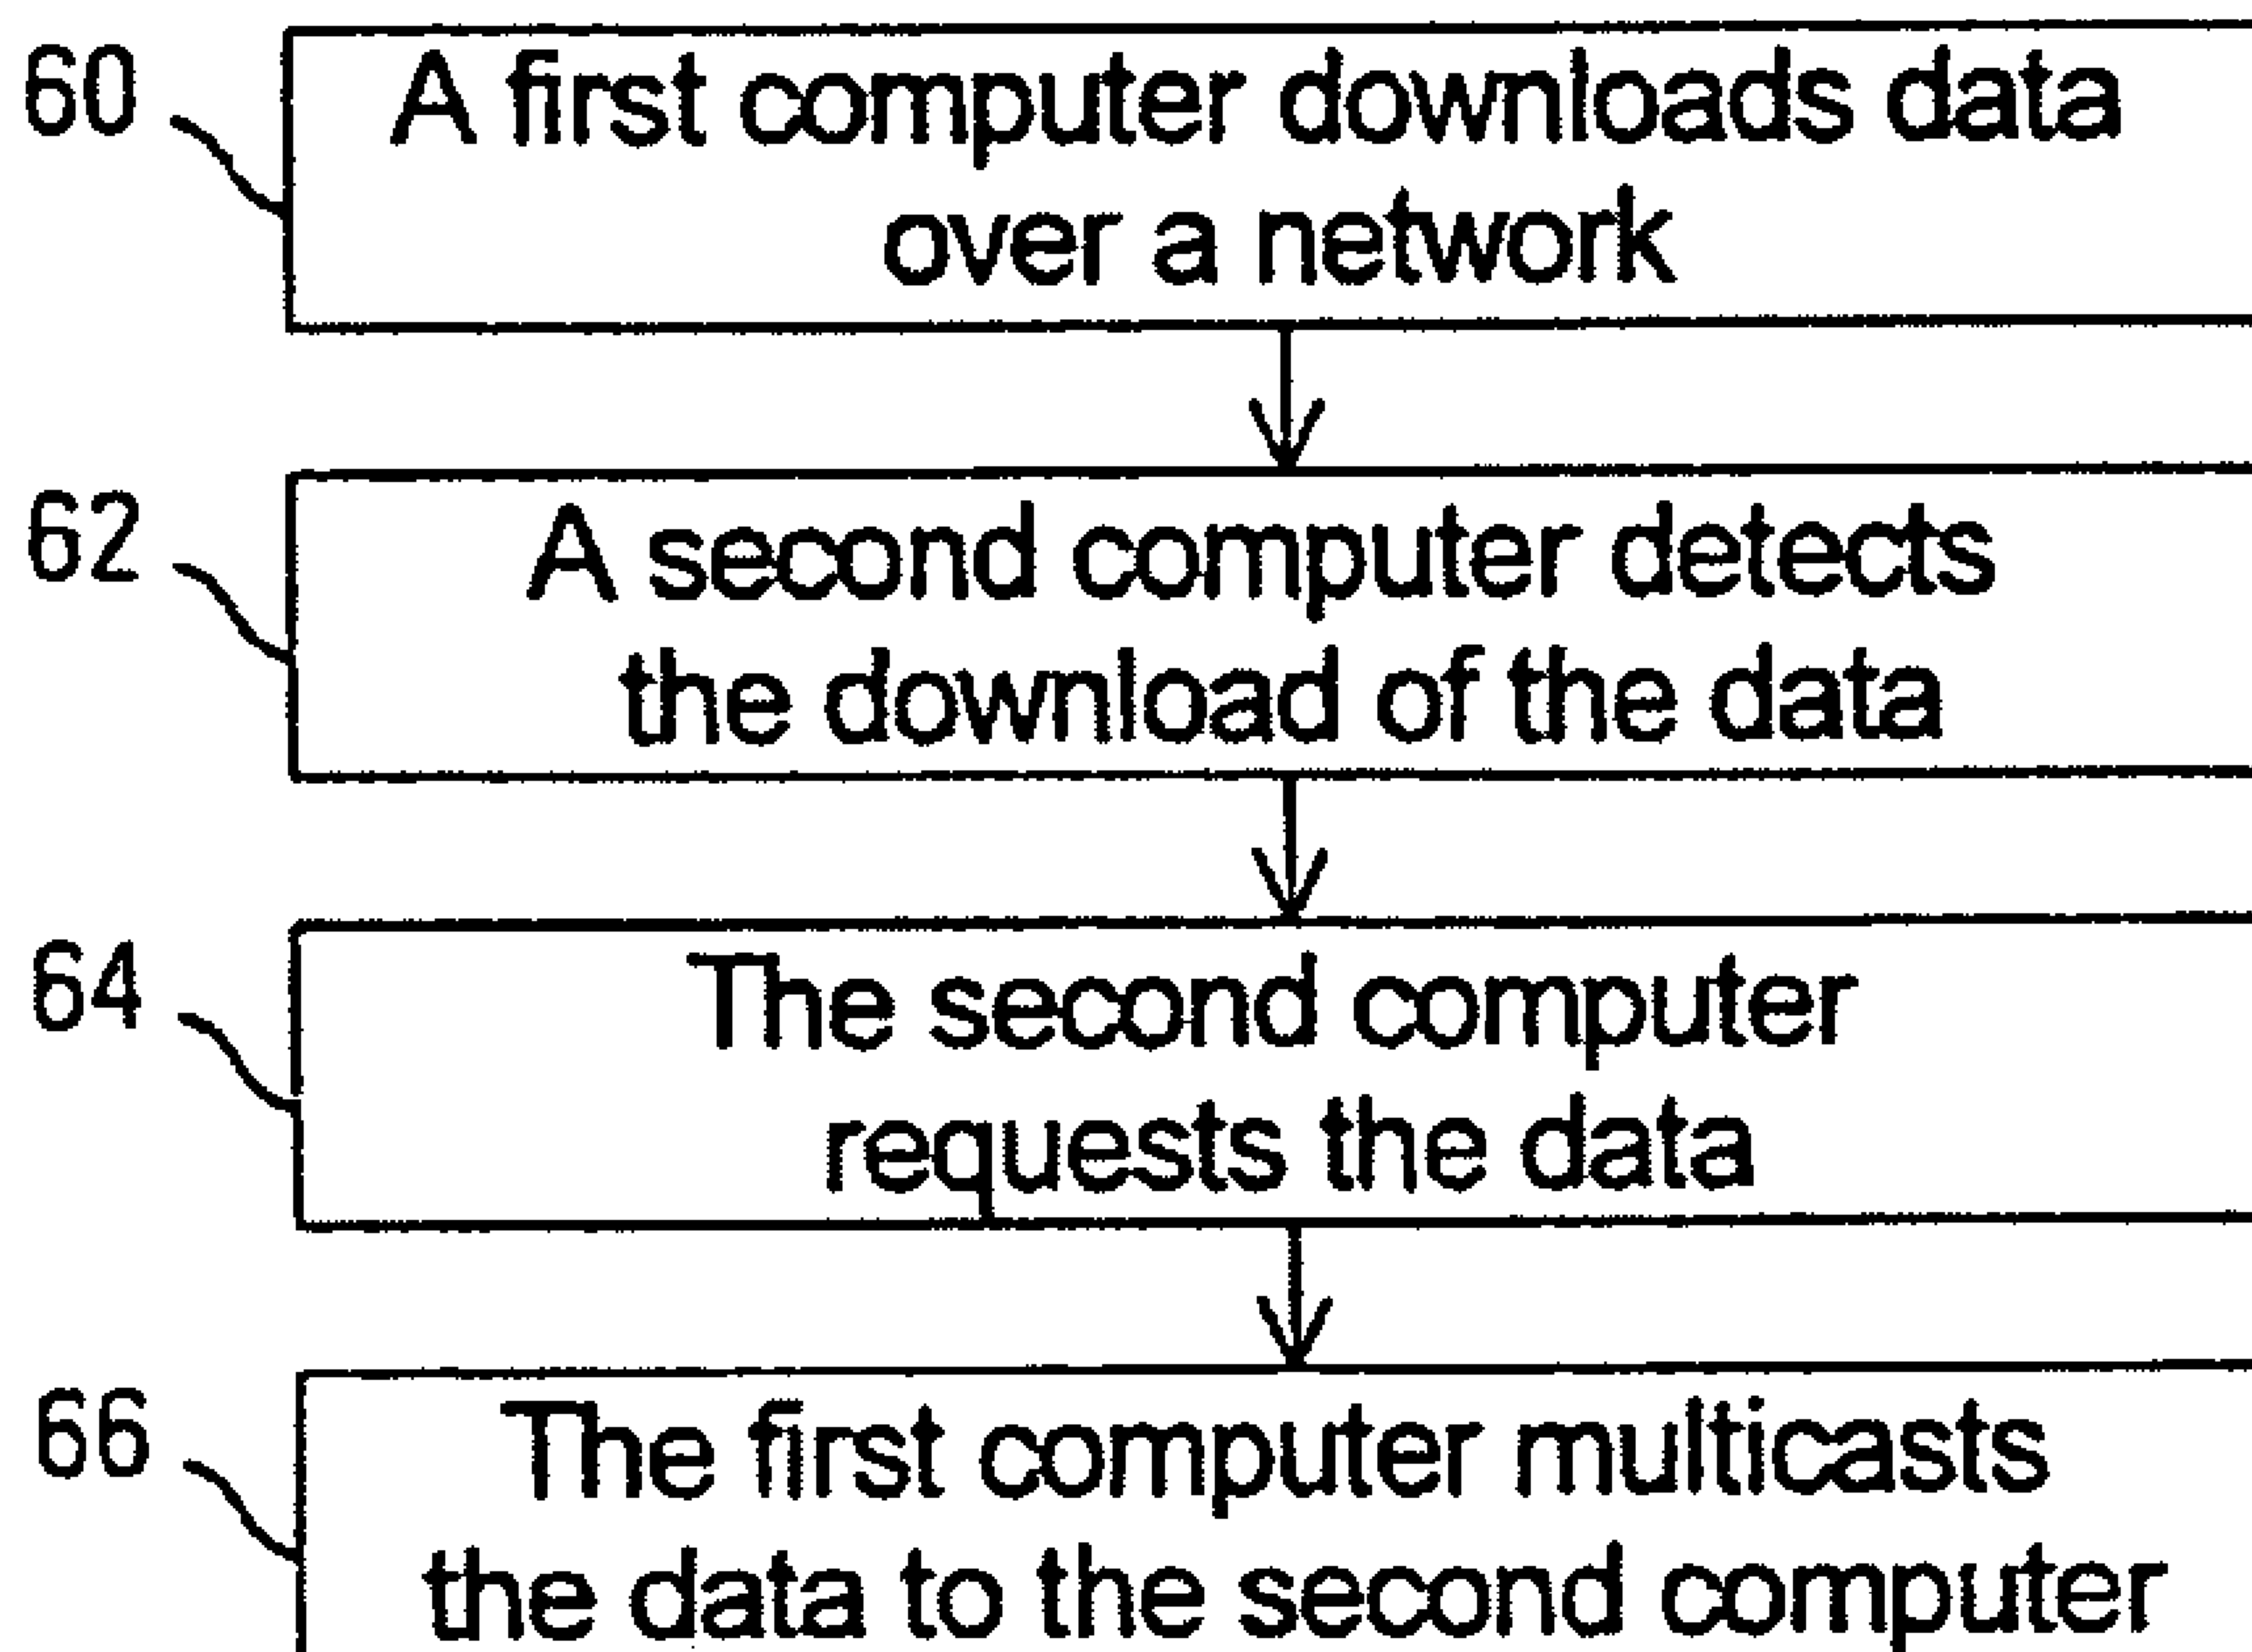 60
A first computer downloads data
over a network
62
A second computer detects
the download of the data
64
The second computer
requests the data
66
The first computer multicasts
the data to the second computer